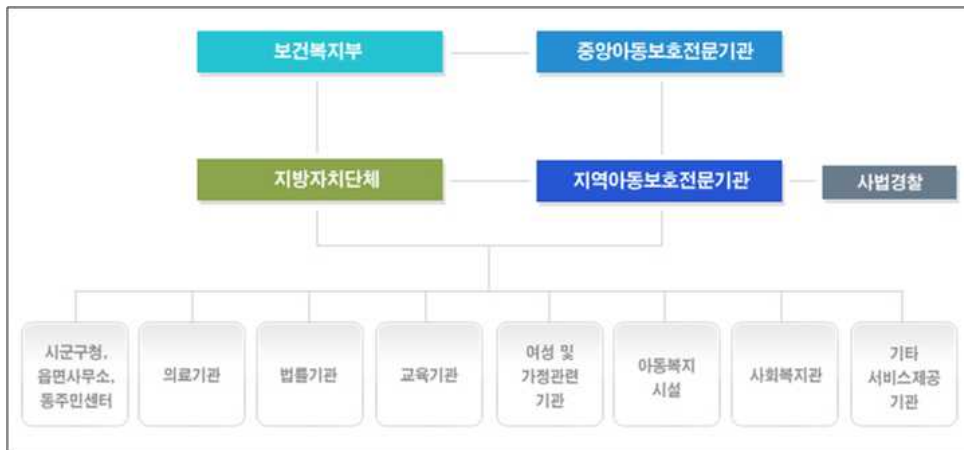 보건복지부
중앙아동보호전문기관
지방자치단체
지역아동보호전문기관
사법경찰
시군구청,
읍면사무소,
동주민센터
의료기관
법률기관
교육기관
여성 및
가정관련
기관
아동복지
시설
사회복지관
기타
서비스제공
기관